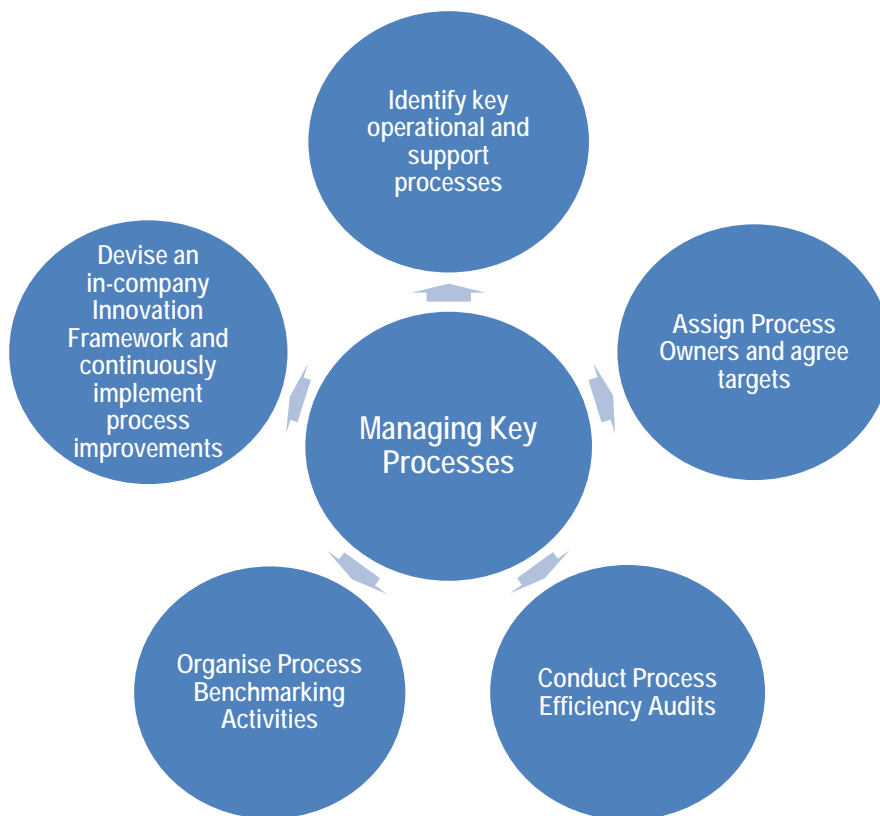 Identify key
operational and
support
processes
Assign Process
Owners and agree
targets
Conduct Process
Efficiency Audits
Organise Process
Benchmarking
Activities
Devise an
in-company
Innovation
Framework and
continuously
implement
process
improvements
Managing Key
Processes